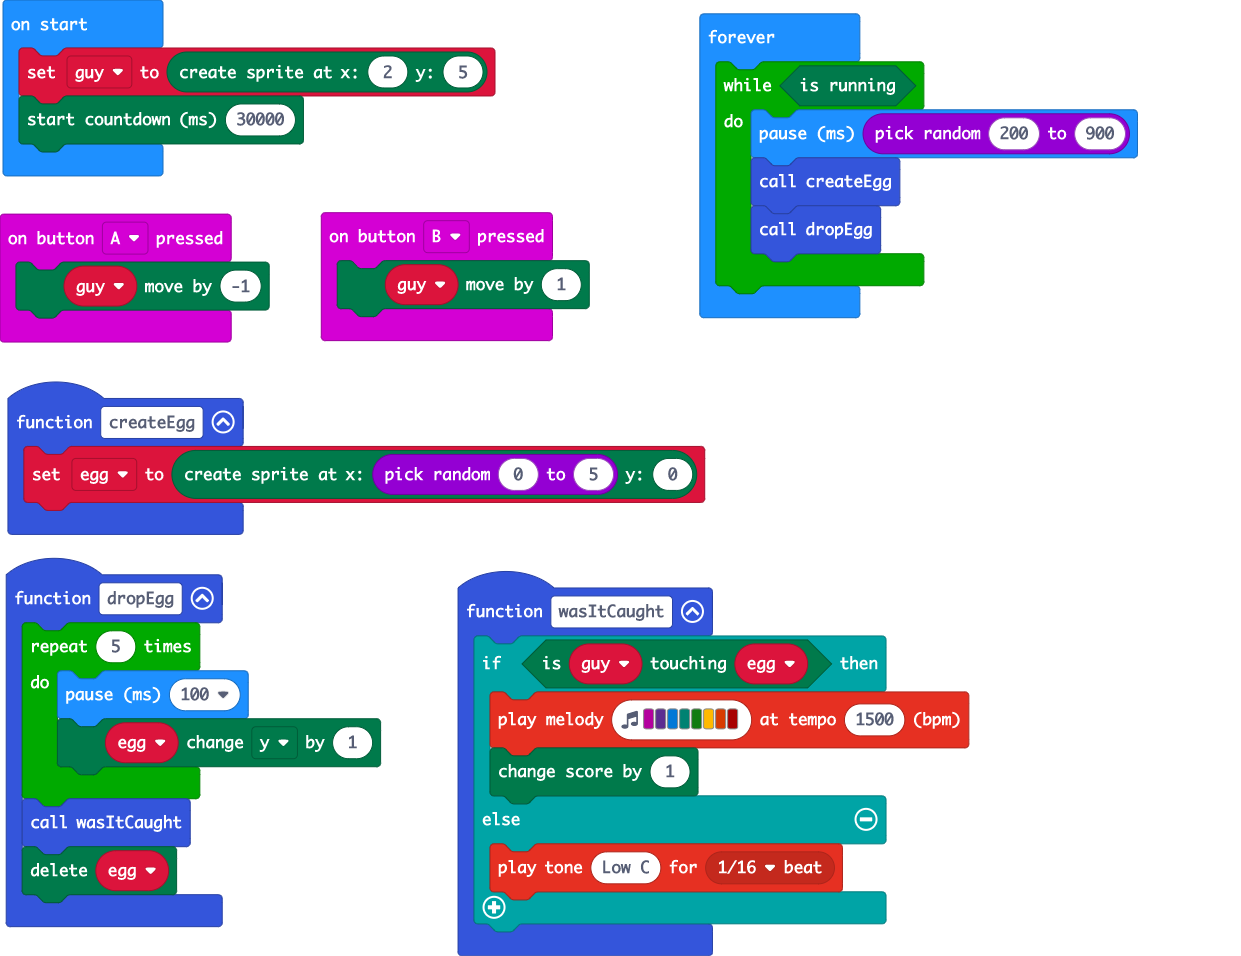 on start
set guy to create sprite at x: 2 y: 5
start countdown (ms) 30000
forever
while is running
do
pause (ms) pick random 200 to 900
call createEgg
call dropEgg
on button A pressed
guy move by -1
on button B pressed
guy move by 1
function createEgg
set egg to create sprite at x: pick random 0 to 5 y: 0
function dropEgg
repeat 5 times
do
pause (ms) 100
egg change y by 1
call wasItCaught
delete egg
function wasItCaught
if is guy touching egg then
play melody at tempo 1500 (bpm)
change score by 1
else
play tone Low C for 1/16 beat